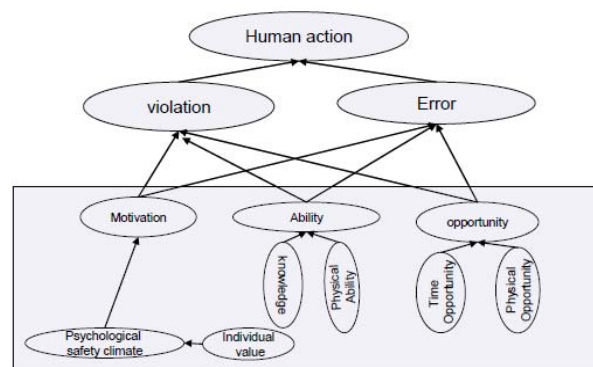 Human action
violation
Error
Motivation
Ability
opportunity
knowledge
Physical
Ability
Time
Opportunity
Physical
Opportunity
Psychological
safety climate
Individual
value